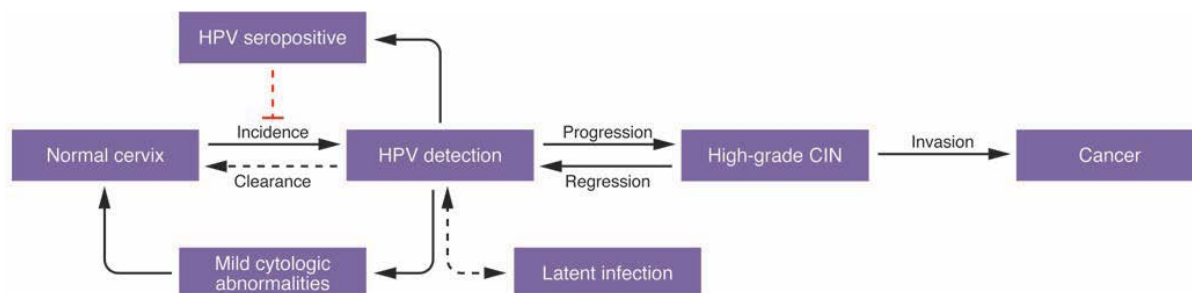 HPV seropositive
Incidence
Progression
Invasion
Normal cervix
HPV detection
High-grade CIN
Cancer
Clearance
Regression
Mild cytologic
abnormalities
Latent infection